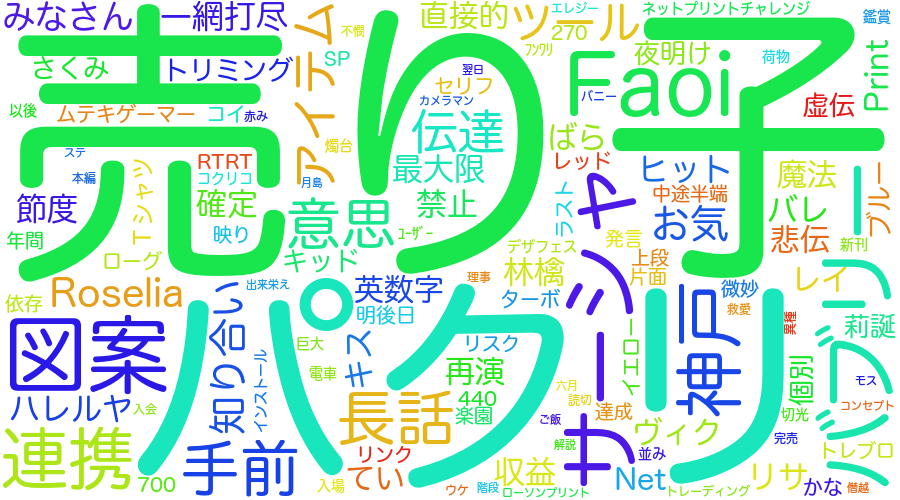 みなさん
一網打尽
直接的
ツール
エレジー
ネットプリントチャレンジ
鑑賞
不憫
270
夜明け
荷物
Print
売り子
さくみ
トリミング
アイテム
SP
翌日
セリフ
ﾌﾝﾜﾘ
Faoi
バニー
虚伝
以後
ムテキゲーマー
コイ
赤み
カメラマン
伝達
ばら
ステ
RTRT
燭台
レッド
ヒット
魔法
本編
コクリコ
月島
最大限
中途半端
ブルー
節度
Tシャツ
確定
禁止
ラスト
お気
バレ
年間
映り
意思
ﾕｰｻﾞｰ
デザフェス
発言
悲伝
新刊
ローグ
キッド
林檎
上段
片面
レイ
Roselia
出来栄え
理事
英数字
ターボ
サーシャ
微妙
依存
明後日
神戸
救愛
異種
莉誕
図案
パクリ
知り合い
巨大
キス
リスク
イエロー
バンバリー
インストール
電車
再演
個別
モス
ハレルヤ
入会
長話
440
楽園
六月
読切
達成
切光
コンセプト
連携
ご飯
ヴィク
完売
手前
リンク
解説
並み
トレブロ
700
入場
てい
収益
Net
リサ
ウケ
階段
ローソンプリント
トレーディング
かな
僭越